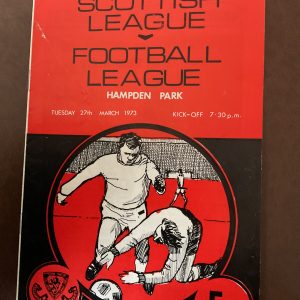 SCOTTISH
LEAGUE
FOOTBALL
LEAGUE
HAMPDEN PARK
TUESDAY 27th MARCH 1973 KICK-OFF 7·30 p.m.